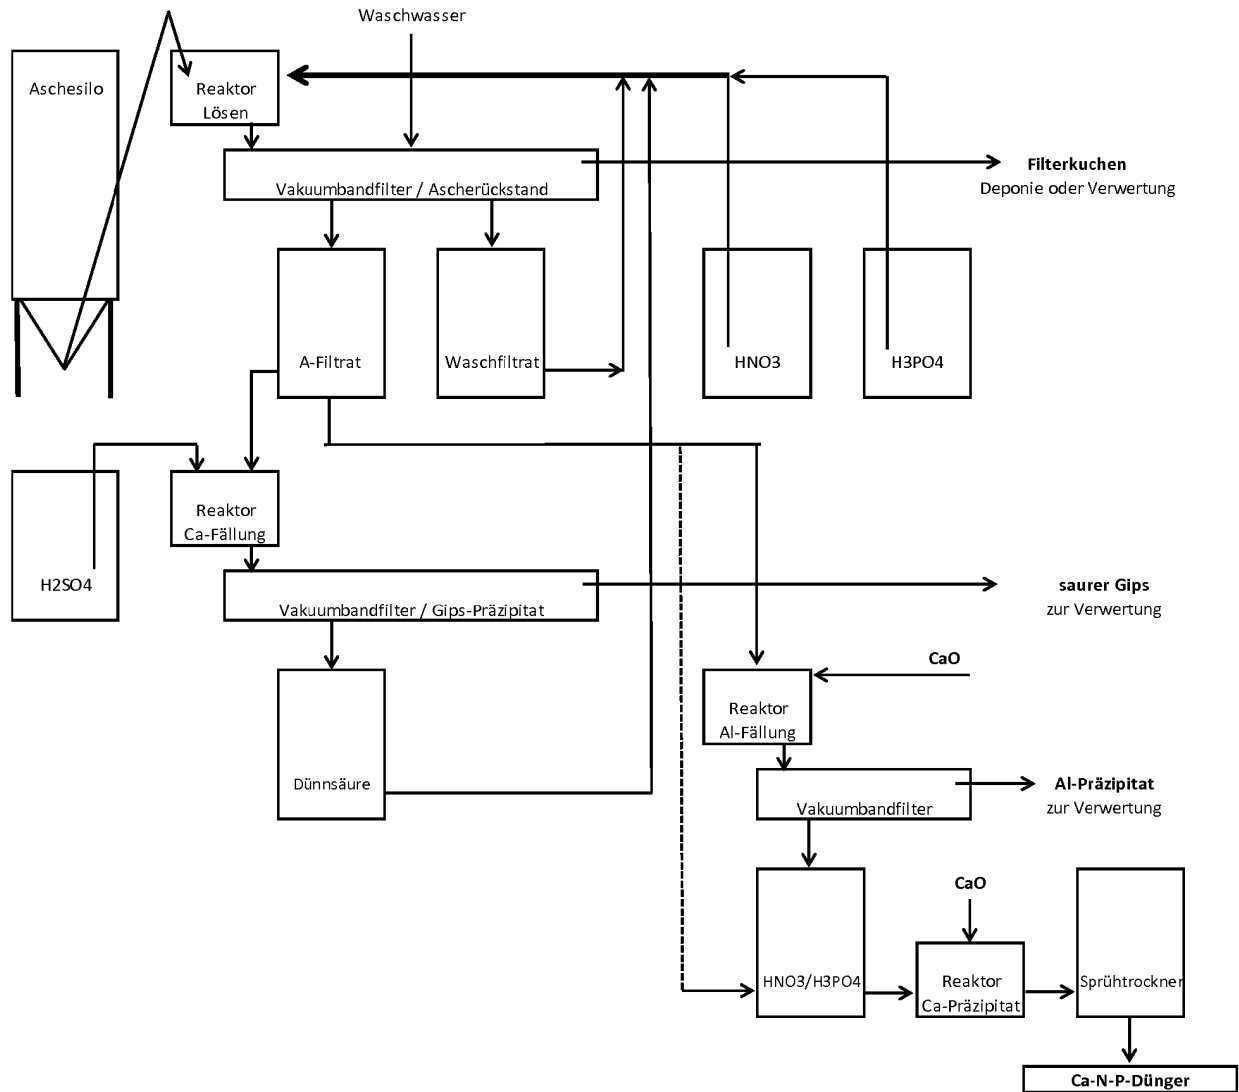 Waschwasser
Aschesilo
Reaktor
Lösen
Vakuumbandfilter / Ascherückstand
Filterkuchen
Deponie oder Verwertung
A-Filtrat
Waschfiltrat
HNO3
H3PO4
Reaktor
Ca-Fällung
H2SO4
Vakuumbandfilter / Gips-Präzipitat
saurer Gips
zur Verwertung
CaO
Reaktor
Al-Fällung
Dünnsäure
Vakuumbandfilter
Al-Präzipitat
zur Verwertung
CaO
HNO3/H3PO4
Reaktor
Ca-Präzipitat
Sprühtrockner
Ca-N-P-Dünger